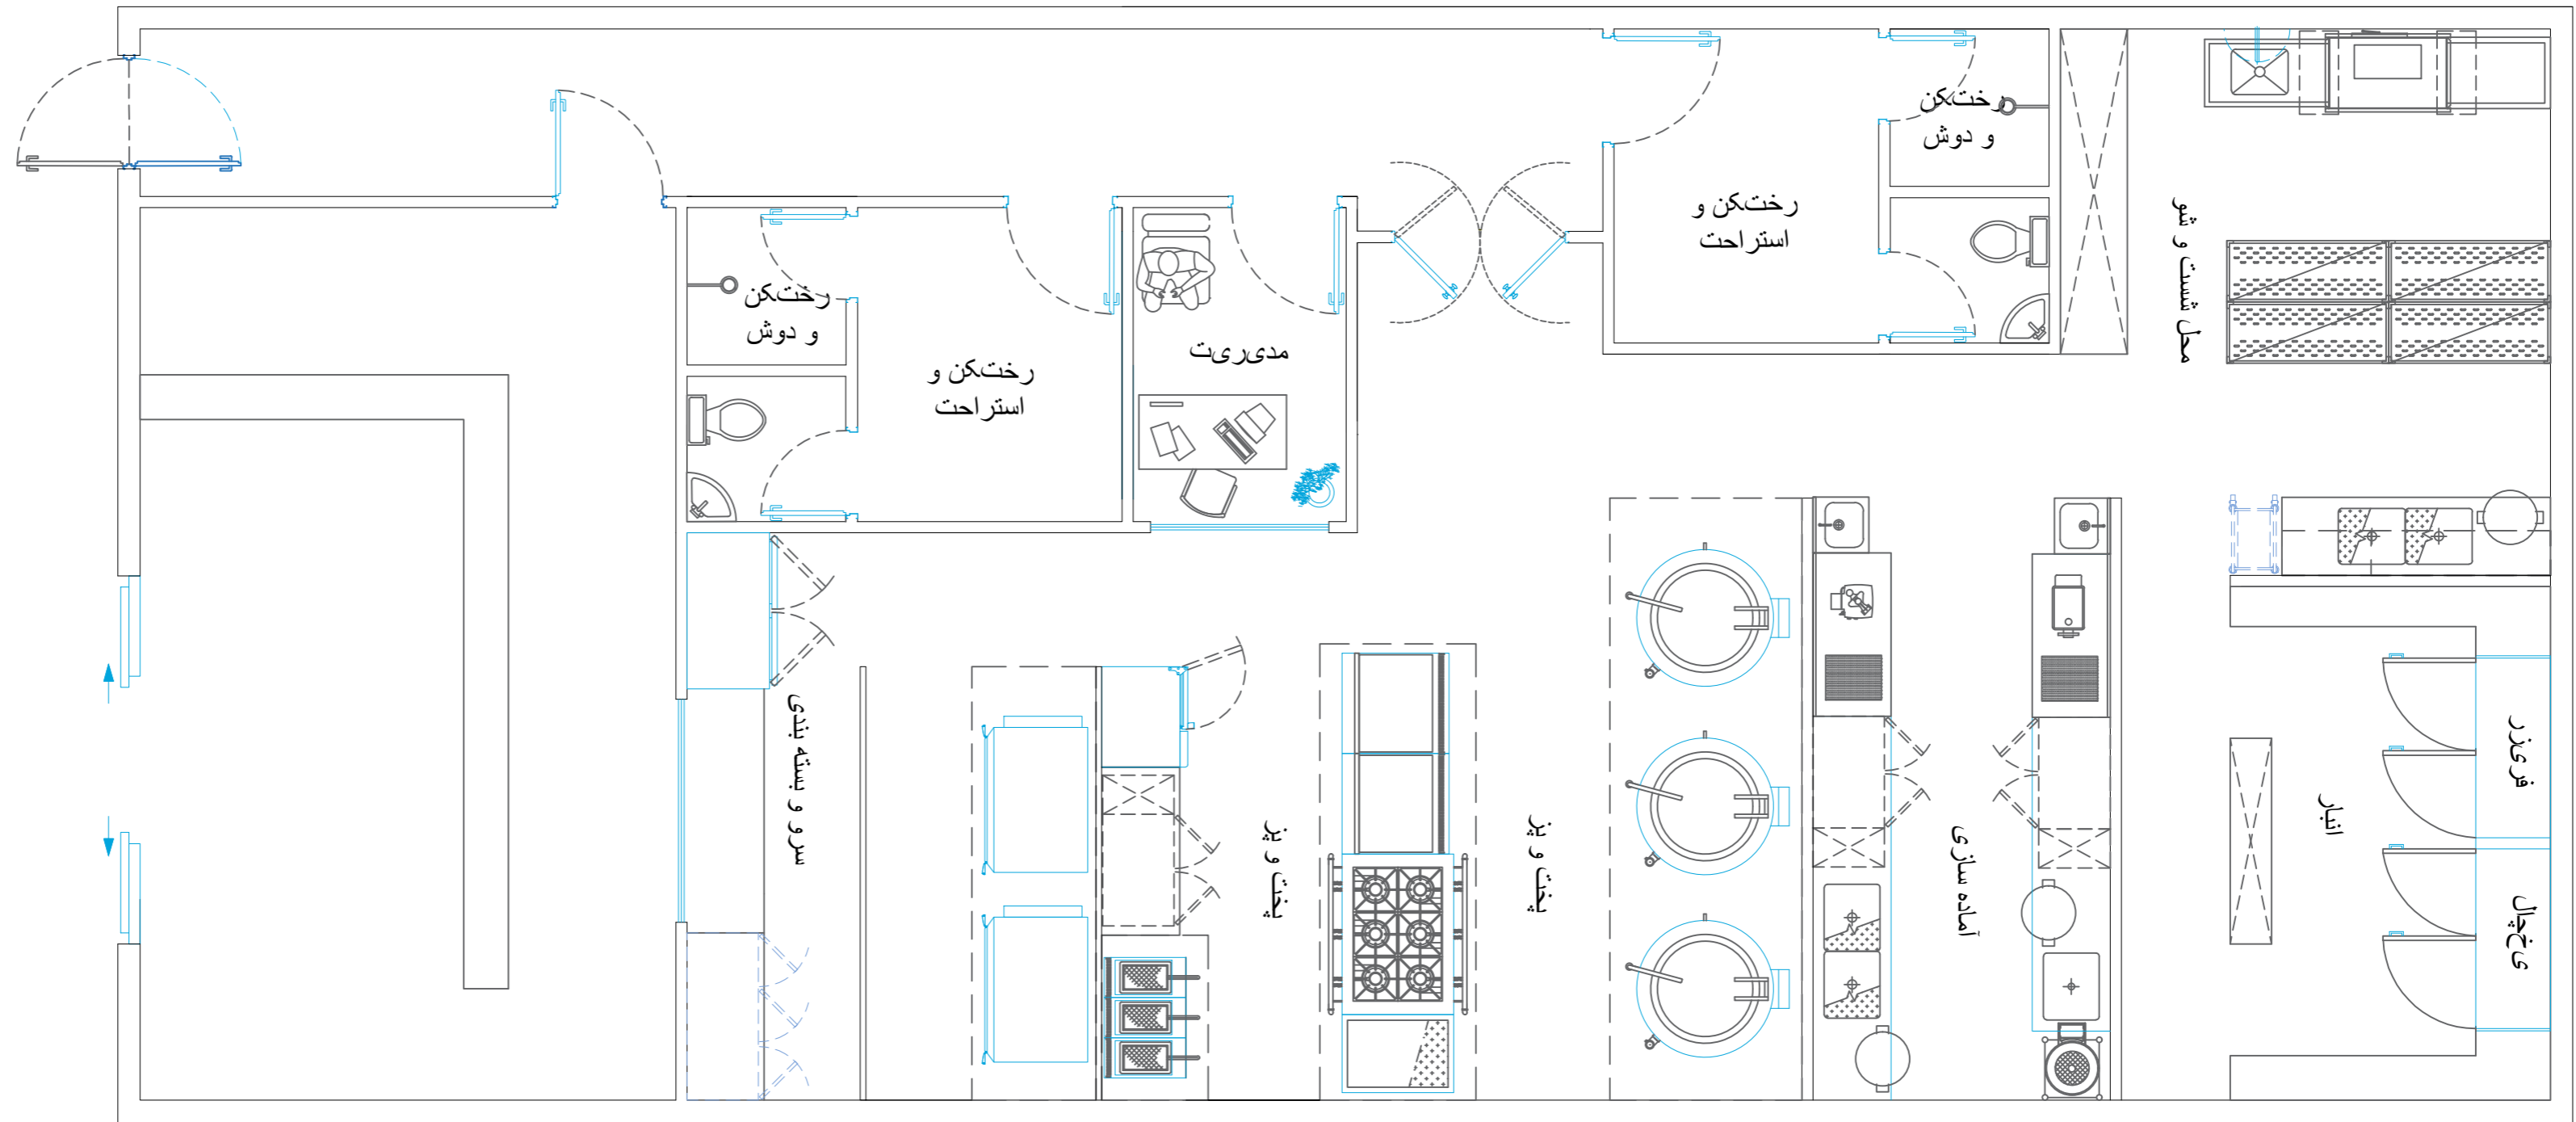 رختکن
و دوش
رختکن و
استراحت
محل شست و شو
رختکن
و دوش
رختکن و
استراحت
مدیریت
سرو و بسته بندی
پخت و پز
پخت و پز
آماده سازی
انبار
فریزر
یخچال